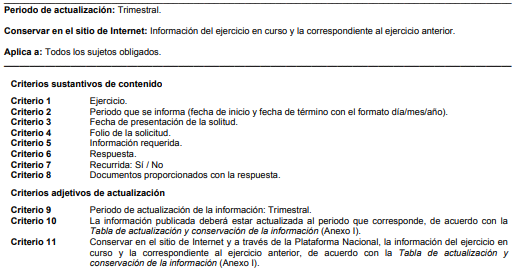 Periodo de actualización: Trimestral.
Conservar en el sitio de Internet: Información del ejercicio en curso y la correspondiente al ejercicio anterior.
Aplica a: Todos los sujetos obligados.
Criterios sustantivos de contenido
Criterio 1 Ejercicio.
Criterio 2 Periodo que se informa (fecha de inicio y fecha de término con el formato día/mes/año).
Criterio 3 Fecha de presentación de la solitud.
Criterio 4 Folio de la solicitud.
Criterio 5 Información requerida.
Criterio 6 Respuesta.
Criterio 7 Recurrida: Sí / No
Criterio 8 Documentos proporcionados con la respuesta.
Criterios adjetivos de actualización
Criterio 9 Periodo de actualización de la información: Trimestral.
Criterio 10 La información publicada deberá estar actualizada al periodo que corresponde, de acuerdo con la
Tabla de actualización y conservación de la información (Anexo I).
Criterio 11 Conservar en el sitio de Internet y a través de la Plataforma Nacional, la información del ejercicio en
curso y la correspondiente al ejercicio anterior, de acuerdo con la Tabla de actualización y
conservación de la información (Anexo I).